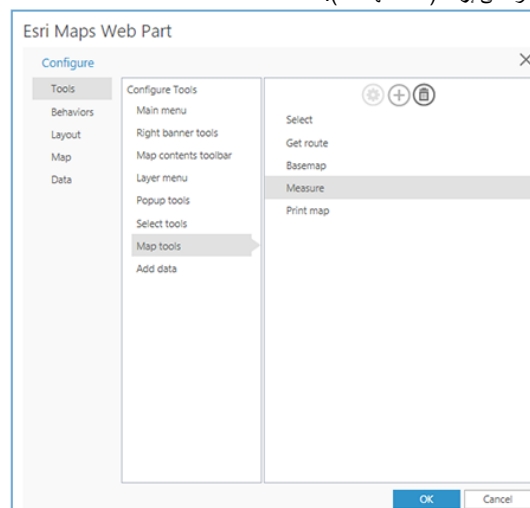 Esri Maps Web Part
Configure
Tools
Behaviors
Layout
Map
Data
Configure Tools
Main menu
Right banner tools
Map contents toolbar
Layer menu
Popup tools
Select tools
Map tools
Add data
Select
Get route
Basemap
Measure
Print map
OK
Cancel